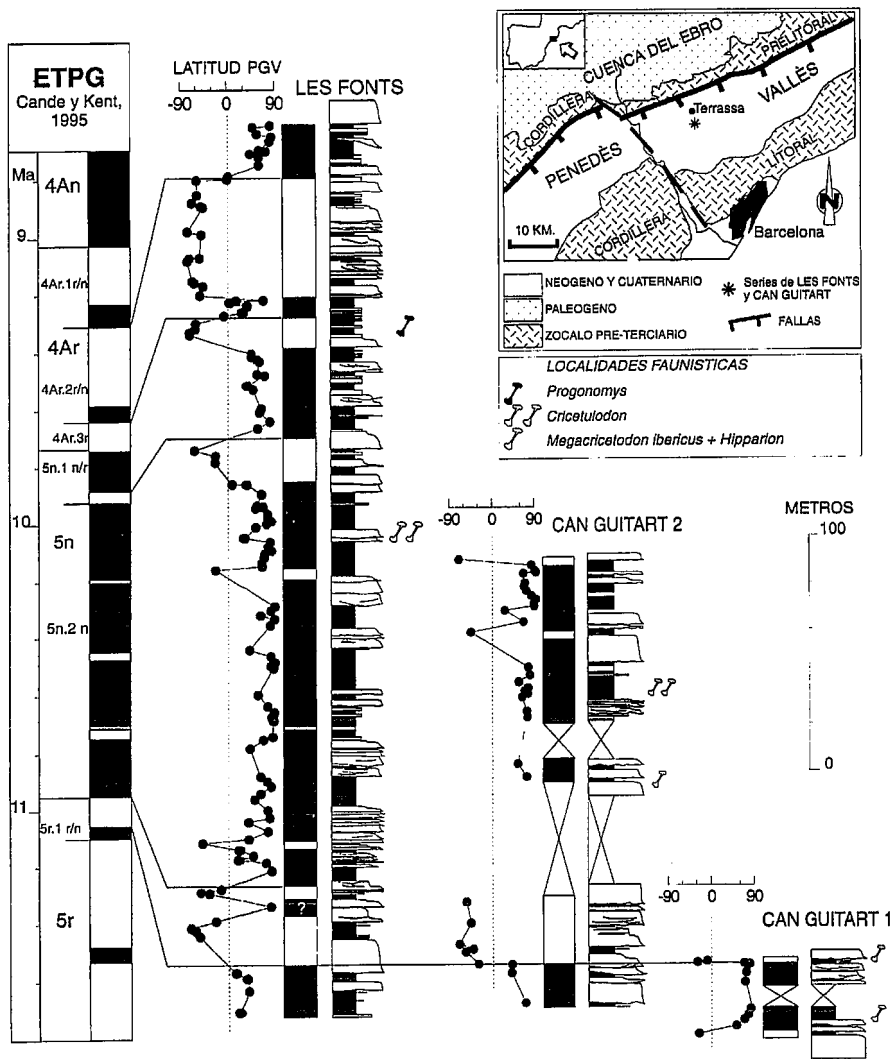 ETPG
Cande y Kent,
1995
Ma
9
10
11
4An
4Ar.1r/n
4Ar
4Ar.2r/n
4Ar.3r
5n.1 n/r
5n
5n.2 n
5r.1 r/n
5r
LATITUD PGV
-90 0 90
LES FONTS
?
CUENCA DEL EBRO
PRELITORAL
CORDILLERA
Terrassa
VALLÈS
PENEDÈS
LITORAL
CORDILLERA
Barcelona
N
10 KM.
NEOGENO Y CUATERNARIO
PALEOGENO
ZOCALO PRE-TERCIARIO
Series de LES FONTS
y CAN GUITART
FALLAS
LOCALIDADES FAUNISTICAS
Progonomys
Cricetulodon
Megacricetodon ibericus + Hipparion
-90 0 90
CAN GUITART 2
METROS
100
0
-90 0 90
CAN GUITART 1